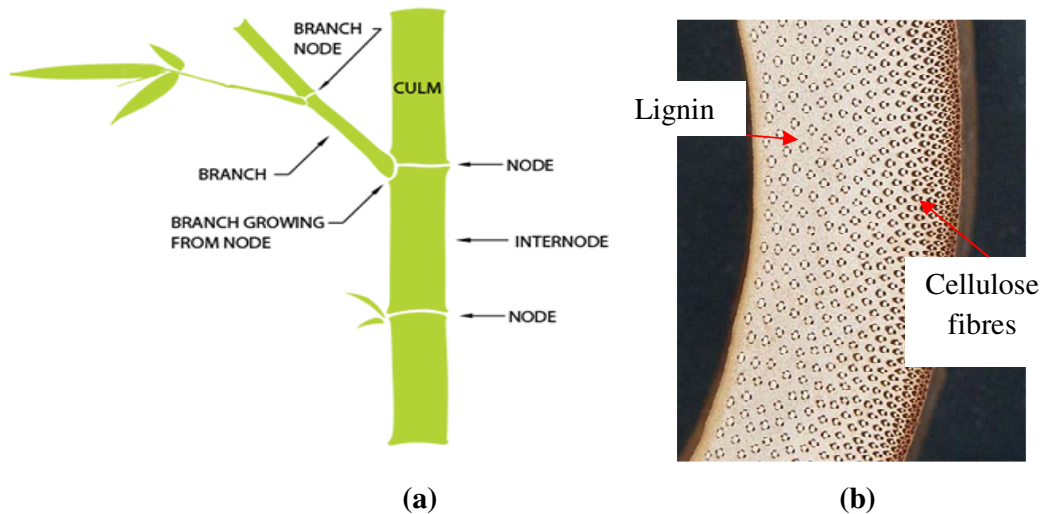 BRANCH
NODE
CULM
BRANCH
NODE
BRANCH GROWING
FROM NODE
INTERNODE
NODE
Lignin
Cellulose
fibres
(a)
(b)